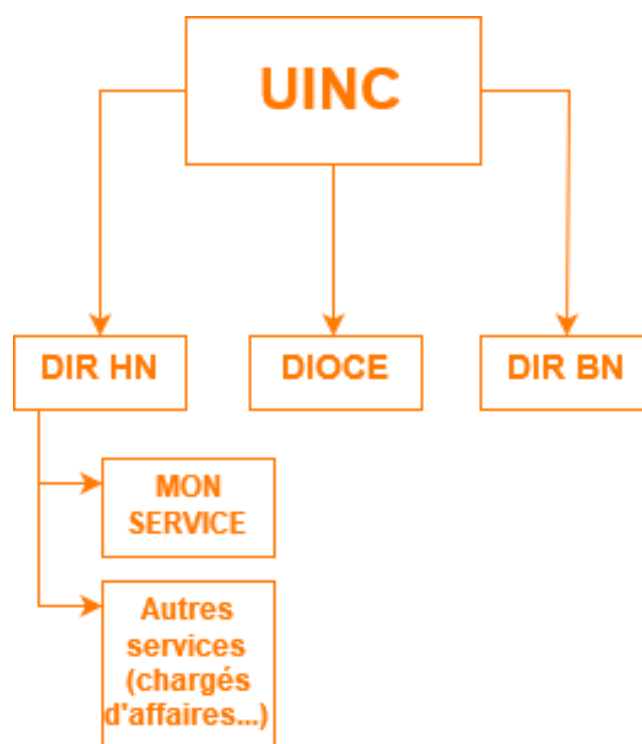 UINC
DIR HN
DIOCE
DIR BN
MON
SERVICE
Autres
services
(chargés
d'affaires...)